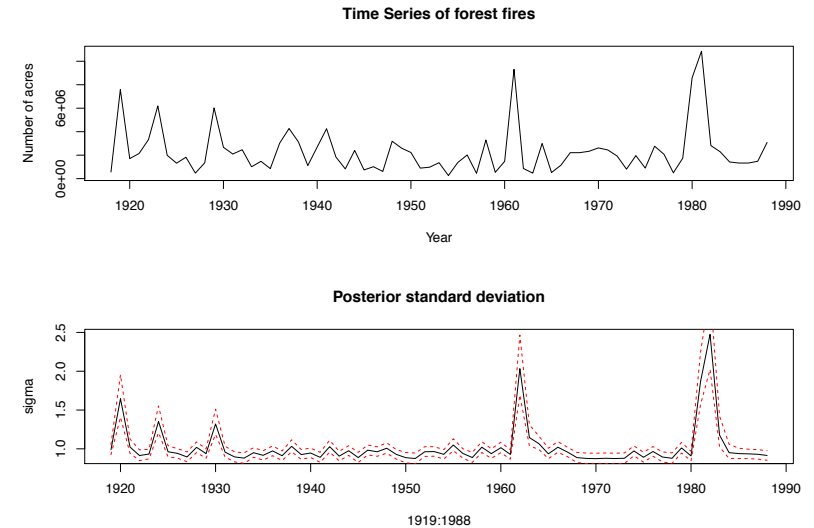 Time Series of forest fires
Number of acres
6e+06
0e+00
1920 1930 1940 1950 1960 1970 1980 1990
Year
Posterior standard deviation
sigma
2.5
2.0
1.5
1.0
1920 1930 1940 1950 1960 1970 1980 1990
1919:1988